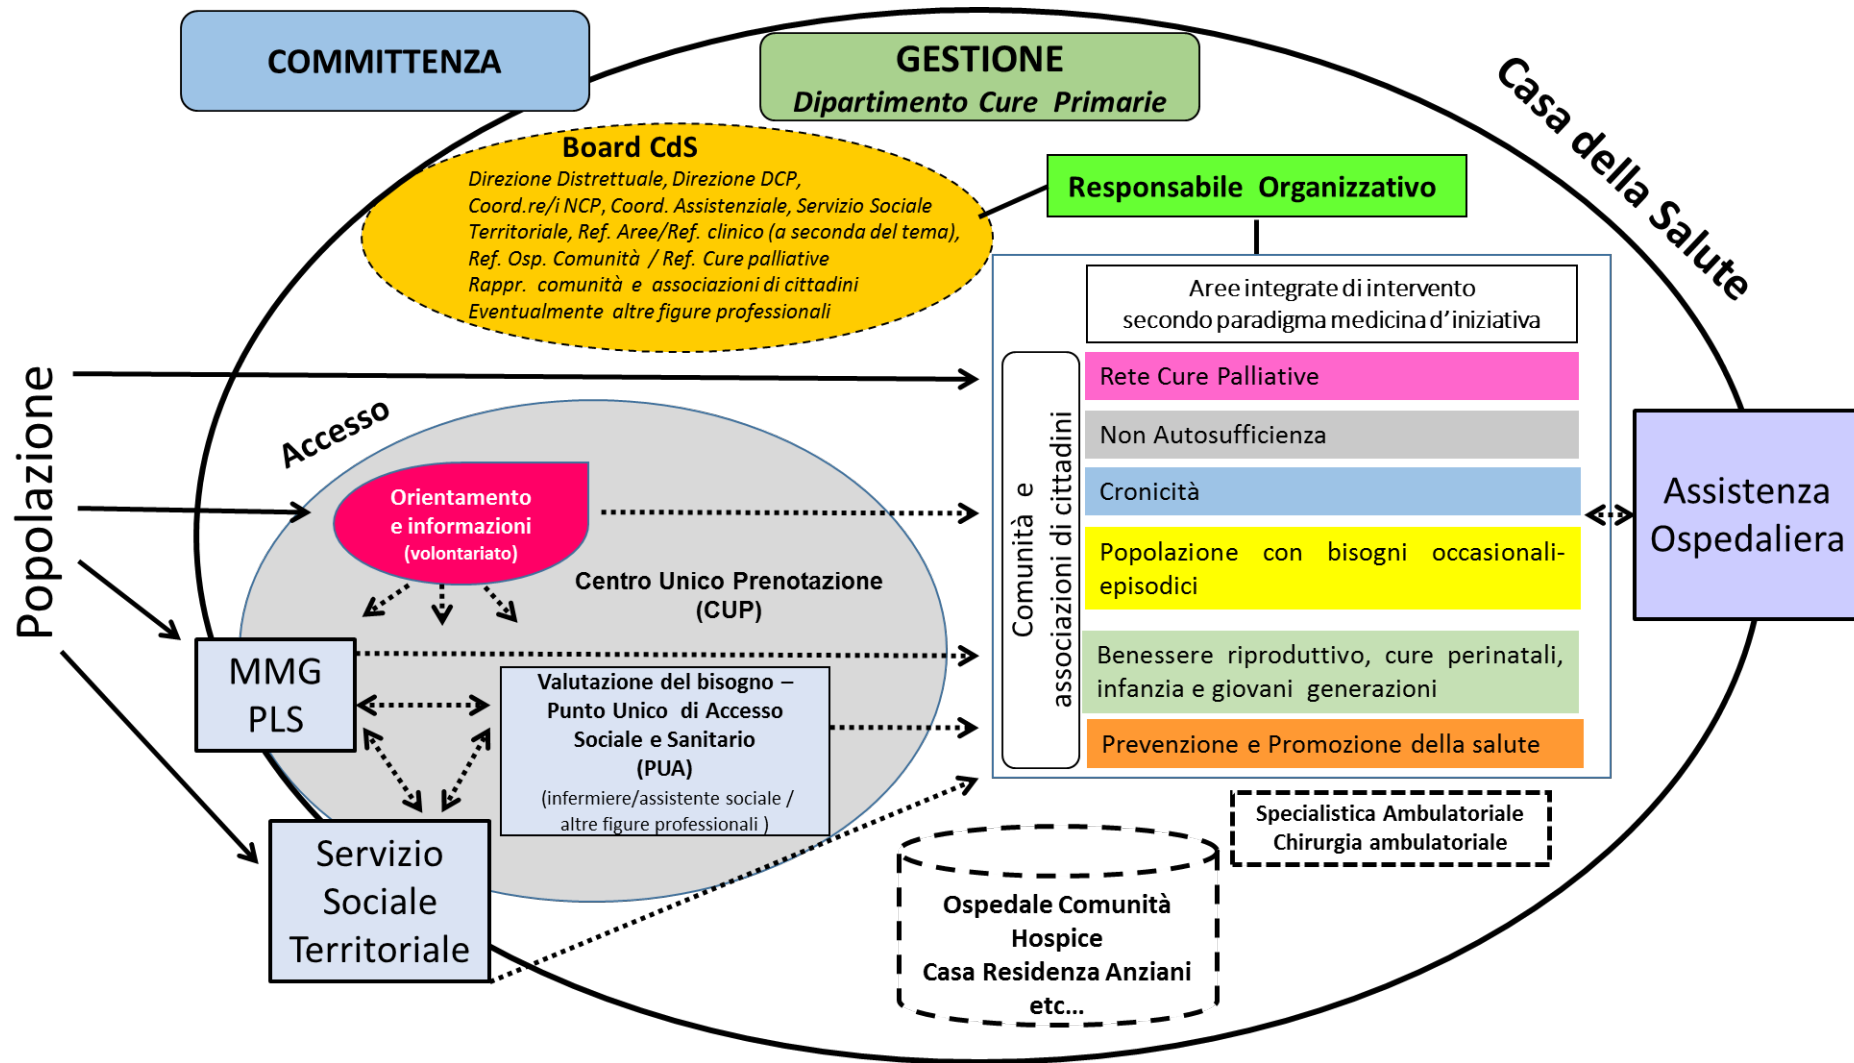 COMMITTENZA
GESTIONE
Dipartimento Cure Primarie
Casa della Salute
Board CdS
Direzione Distrettuale, Direzione DCP,
Coord.re/i NCP, Coord. Assistenziale, Servizio Sociale
Territoriale, Ref. Aree/Ref. clinico (a seconda del tema),
Ref. Osp. Comunità / Ref. Cure palliative
Rappr. comunità e associazioni di cittadini
Eventualmente altre figure professionali
Responsabile Organizzativo
Aree integrate di intervento
secondo paradigma medicina d'iniziativa
Popolazione
Accesso
Orientamento
e informazioni
(volontariato)
Centro Unico Prenotazione
(CUP)
MMG
PLS
Valutazione del bisogno –
Punto Unico di Accesso
Sociale e Sanitario
(PUA)
(infermiere/assistente sociale /
altre figure professionali )
Servizio
Sociale
Territoriale
Comunità e
associazioni di cittadini
Rete Cure Palliative
Non Autosufficienza
Cronicità
Popolazione con bisogni occasionali-
episodici
Benessere riproduttivo, cure perinatali,
infanzia e giovani generazioni
Prevenzione e Promozione della salute
Assistenza
Ospedaliera
Specialistica Ambulatoriale
Chirurgia ambulatoriale
Ospedale Comunità
Hospice
Casa Residenza Anziani
etc...